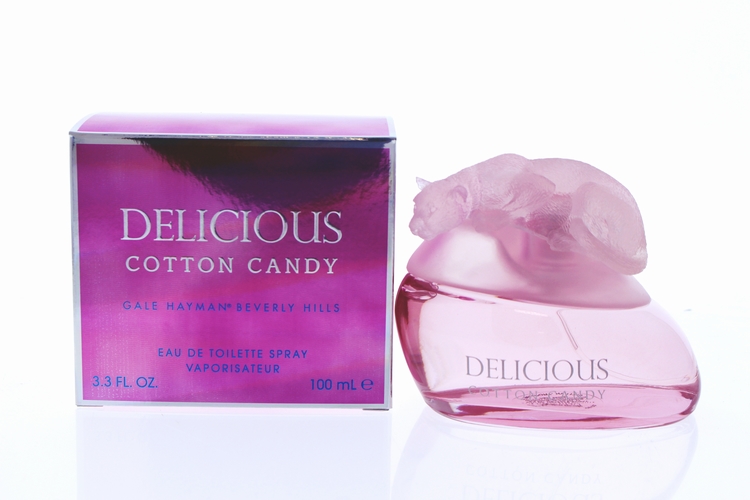 DELICIOUS
COTTON CANDY
GALE HAYMAN® BEVERLY HILLS
EAU DE TOILETTE SPRAY
VAPORISATEUR
3.3 FL. OZ. 100 mL ℮
DELICIOUS
COTTON CANDY